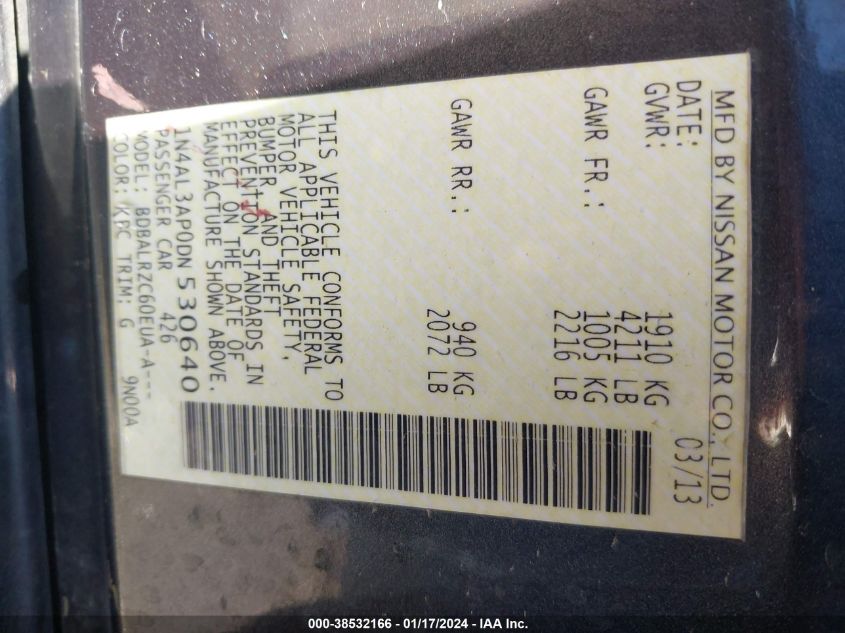 MFD BY NISSAN MOTOR CO., LTD.
DATE: 03/13
GVWR: 1910 KG
4211 LB
GAWR FR.: 1005 KG
2216 LB
GAWR RR.: 940 KG
2072 LB
THIS VEHICLE CONFORMS TO
ALL APPLICABLE FEDERAL
MOTOR VEHICLE SAFETY,
BUMPER AND THEFT
PREVENTION STANDARDS IN
EFFECT ON THE DATE OF
MANUFACTURE SHOWN ABOVE.
1N4AL3AP0DN530640
PASSENGER CAR 426
MODEL: BDBALRZC60EUA-A---
COLOR: KPC TRIM: G 9N00A
000-38532166 - 01/17/2024 - IAA Inc.